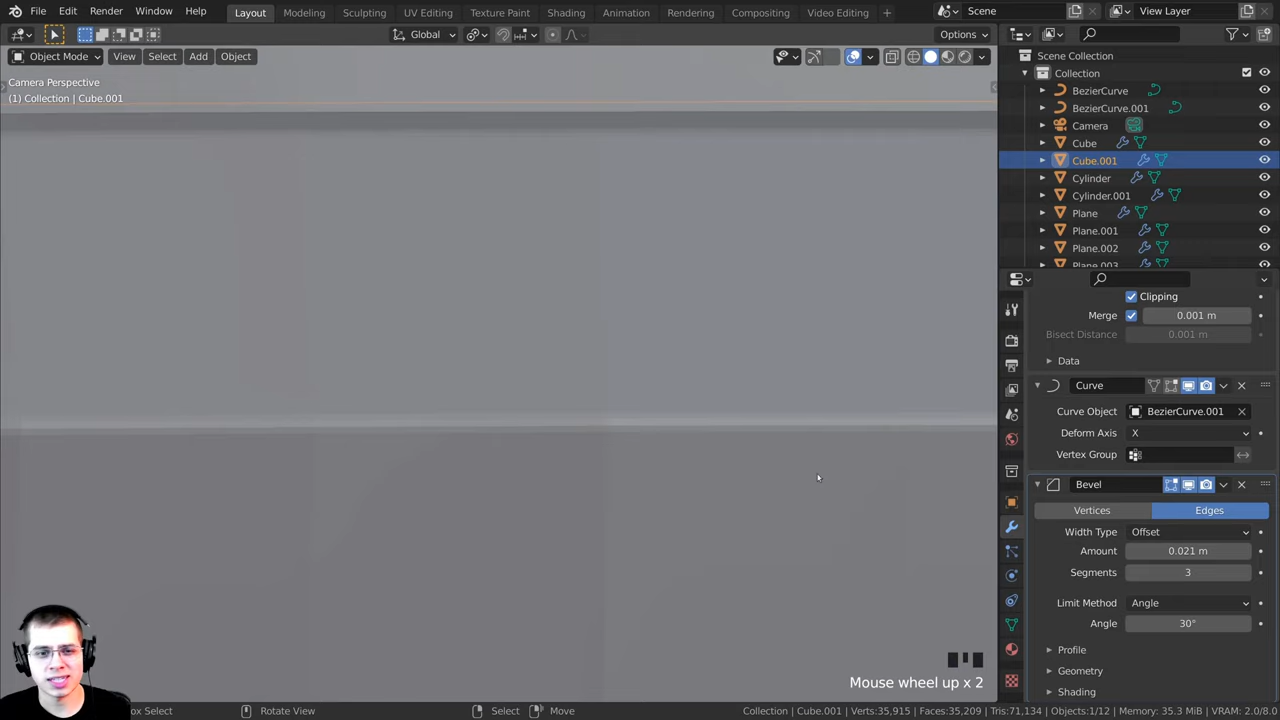 File Edit Render Window Help Layout Modeling Sculpting UV Editing Texture Paint Shading Animation Rendering Compositing Video Editing + Scene View Layer
Global Options
Object Mode View Select Add Object
Camera Perspective
(1) Collection | Cube.001
Scene Collection
Collection
BezierCurve
BezierCurve.001
Camera
Cube
Cube.001
Cylinder
Cylinder.001
Plane
Plane.001
Plane.002
Plane.003
Clipping
Merge 0.001 m
Bisect Distance 0.001 m
Data
Curve
Curve Object BezierCurve.001
Deform Axis X
Vertex Group
Bevel
Vertices Edges
Width Type Offset
Amount 0.021 m
Segments 3
Limit Method Angle
Angle 30°
Profile
Geometry
Shading
Mouse wheel up x 2
ox Select Rotate View Select Move Collection | Cube.001 | Verts:35,915 | Faces:35,209 | Tris:71,134 | Objects:1/12 | Memory: 35.3 MiB | VRAM: 2.0/8.0